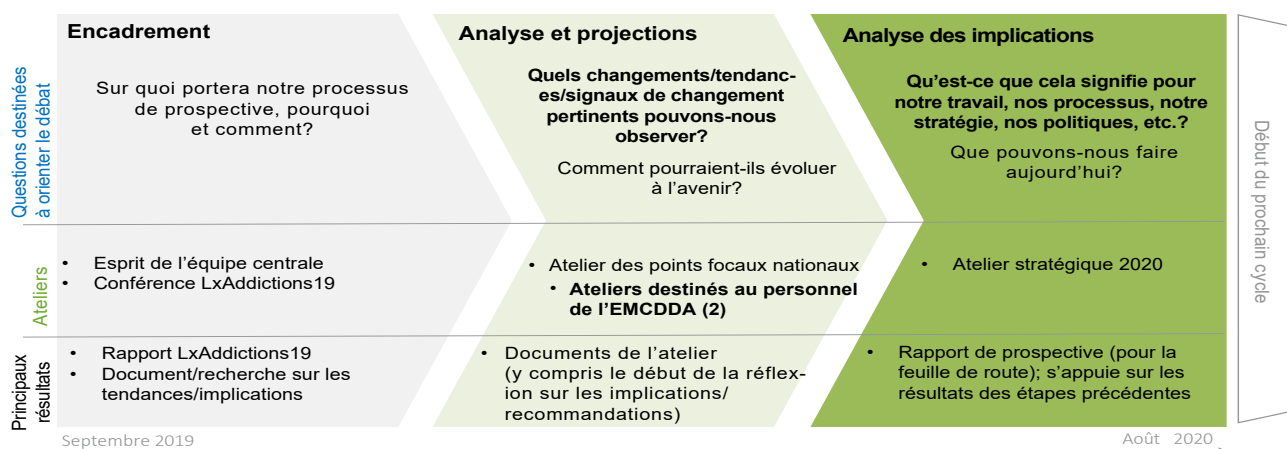 Encadrement
Analyse et projections
Analyse des implications
Questions destinées
à orienter le débat
Sur quoi portera notre processus
de prospective, pourquoi
et comment?
Quels changements/tendanc-
es/signaux de changement
pertinents pouvons-nous
observer?
Comment pourraient-ils évoluer
à l’avenir?
Qu’est-ce que cela signifie pour
notre travail, nos processus, notre
stratégie, nos politiques, etc.?
Que pouvons-nous faire
aujourd’hui?
Début du prochain cycle
Ateliers
• Esprit de l’équipe centrale
• Conférence LxAddictions19
• Atelier des points focaux nationaux
• Ateliers destinés au personnel
de l’EMCDDA (2)
• Atelier stratégique 2020
Principaux
résultats
• Rapport LxAddictions19
• Document/recherche sur les
tendances/implications
• Documents de l’atelier
(y compris le début de la réflex-
ion sur les implications/
recommandations)
• Rapport de prospective (pour la
feuille de route); s’appuie sur les
résultats des étapes précédentes
Septembre 2019
Août 2020